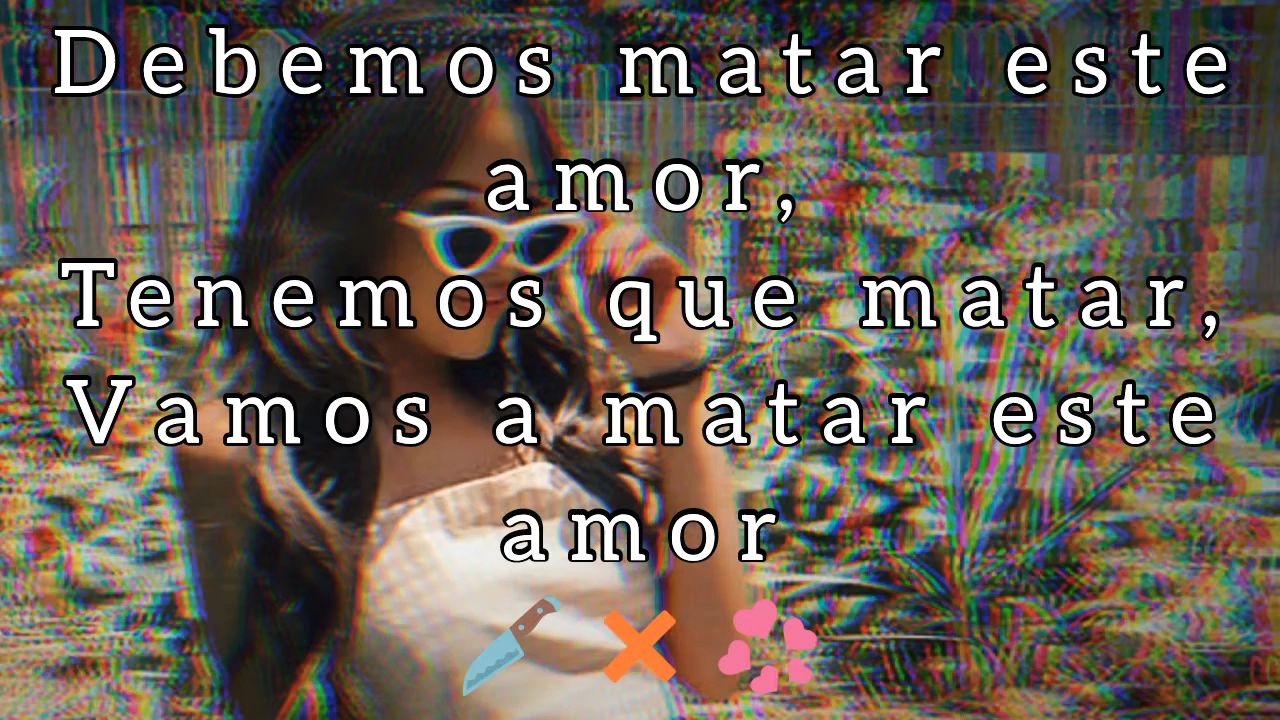 Debemos matar este
amor,
Tenemos que matar,
Vamos a matar este
amor